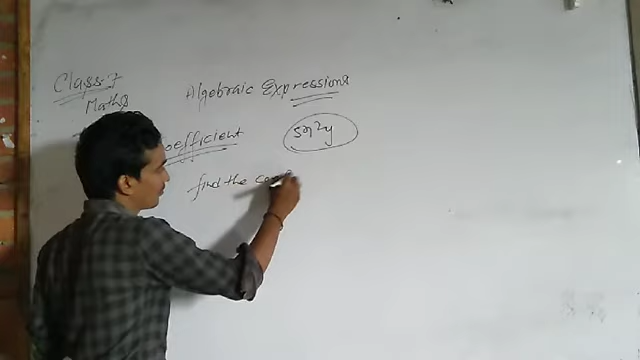 Class:7
Maths
Algebraic Expressions
Coefficient
5x²y
find the